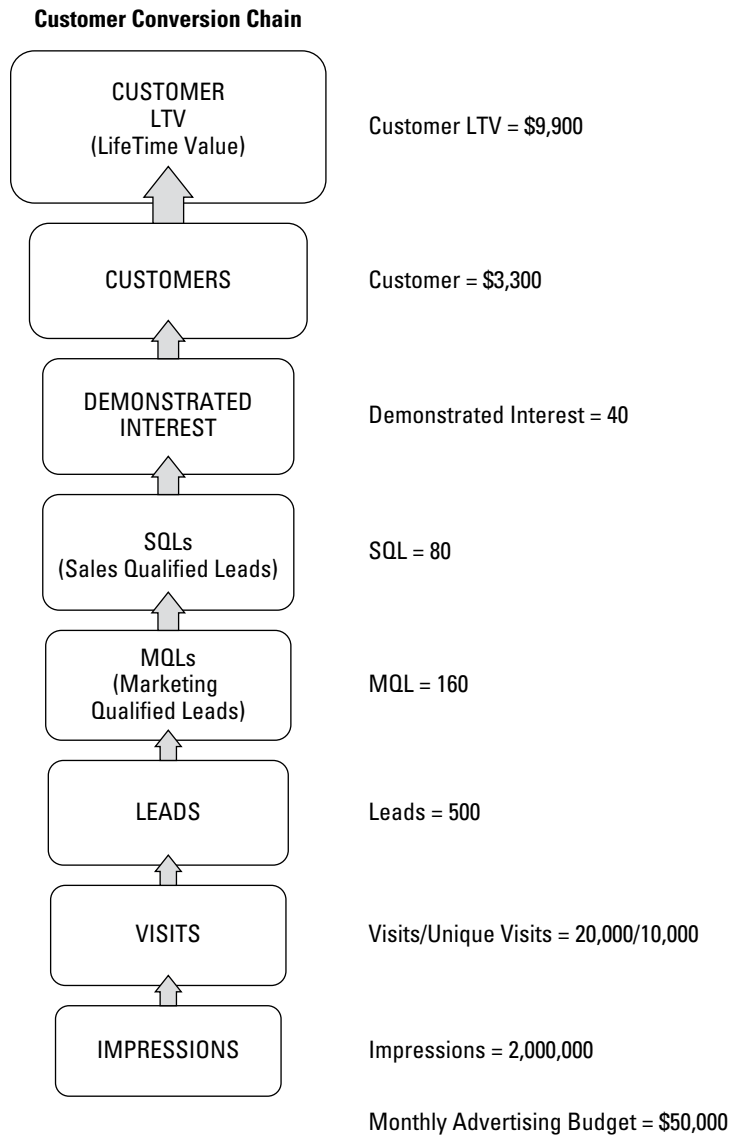 Customer Conversion Chain
CUSTOMER
LTV
(LifeTime Value)
Customer LTV = $9,900
CUSTOMERS
Customer = $3,300
DEMONSTRATED
INTEREST
Demonstrated Interest = 40
SQLs
(Sales Qualified Leads)
SQL = 80
MQLs
(Marketing
Qualified Leads)
MQL = 160
LEADS
Leads = 500
VISITS
Visits/Unique Visits = 20,000/10,000
IMPRESSIONS
Impressions = 2,000,000
Monthly Advertising Budget = $50,000